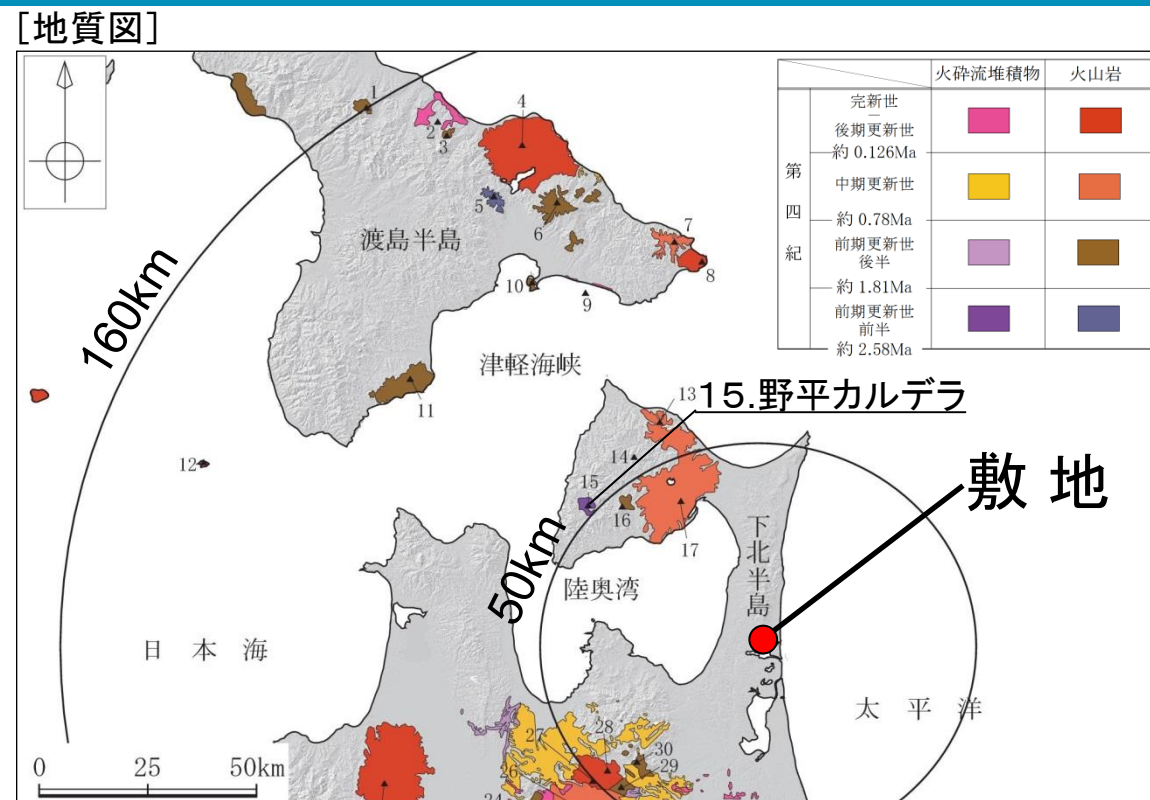 [地質図]
火砕流堆積物 火山岩
第四紀
完新世
―
後期更新世
約 0.126Ma
中期更新世
約 0.78Ma
前期更新世
後半
約 1.81Ma
前期更新世
前半
約 2.58Ma
1
2
3
4
5
6
7
8
9
10
11
12
13
14
15
16
17
渡島半島
160km
津軽海峡
15.野平カルデラ
敷 地
50km
下北半島
陸奥湾
日 本 海
太 平 洋
27
28
30
29
26
24
0 25 50km